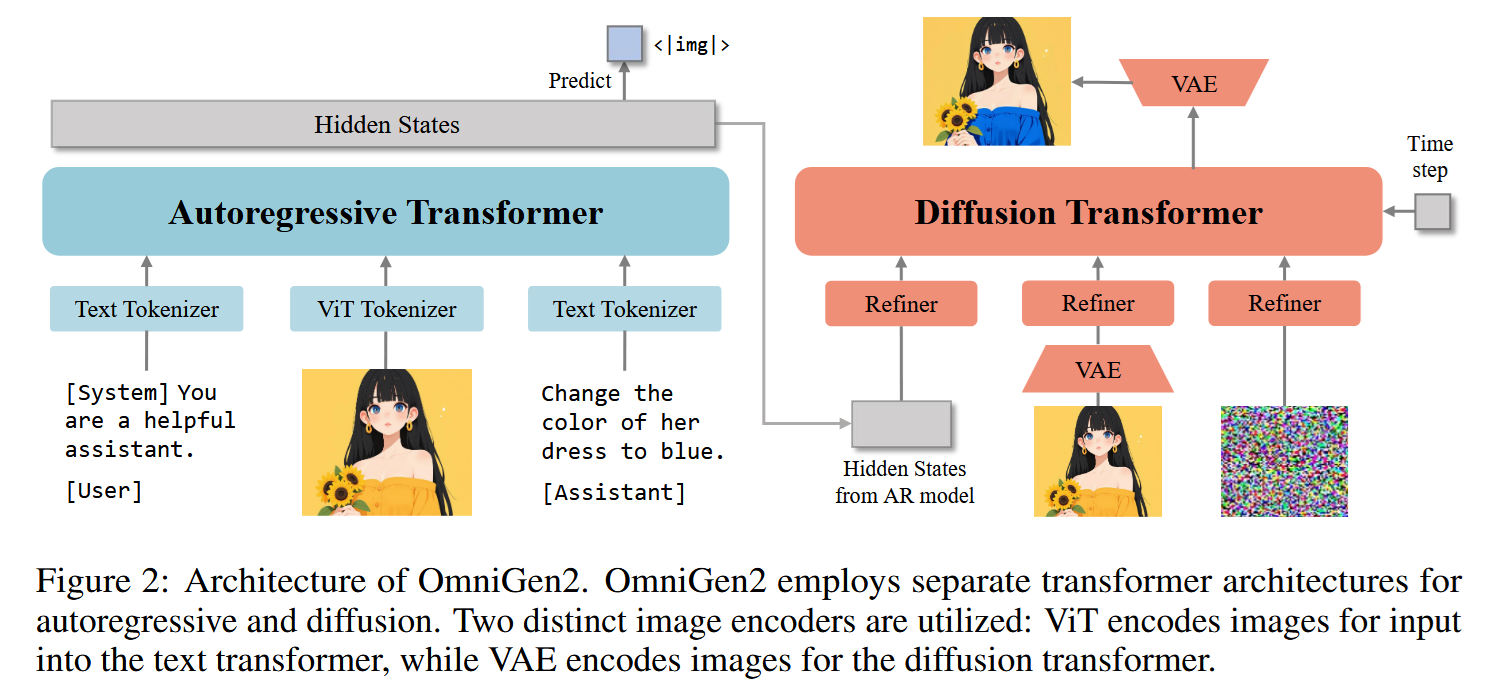 <|img|>
Predict
Hidden States
Autoregressive Transformer
Text Tokenizer
ViT Tokenizer
Text Tokenizer
[System] You
are a helpful
assistant.
[User]
Change the
color of her
dress to blue.
[Assistant]
VAE
Time
step
Diffusion Transformer
Refiner
Refiner
Refiner
VAE
Hidden States
from AR model
Figure 2: Architecture of OmniGen2. OmniGen2 employs separate transformer architectures for
autoregressive and diffusion. Two distinct image encoders are utilized: ViT encodes images for input
into the text transformer, while VAE encodes images for the diffusion transformer.